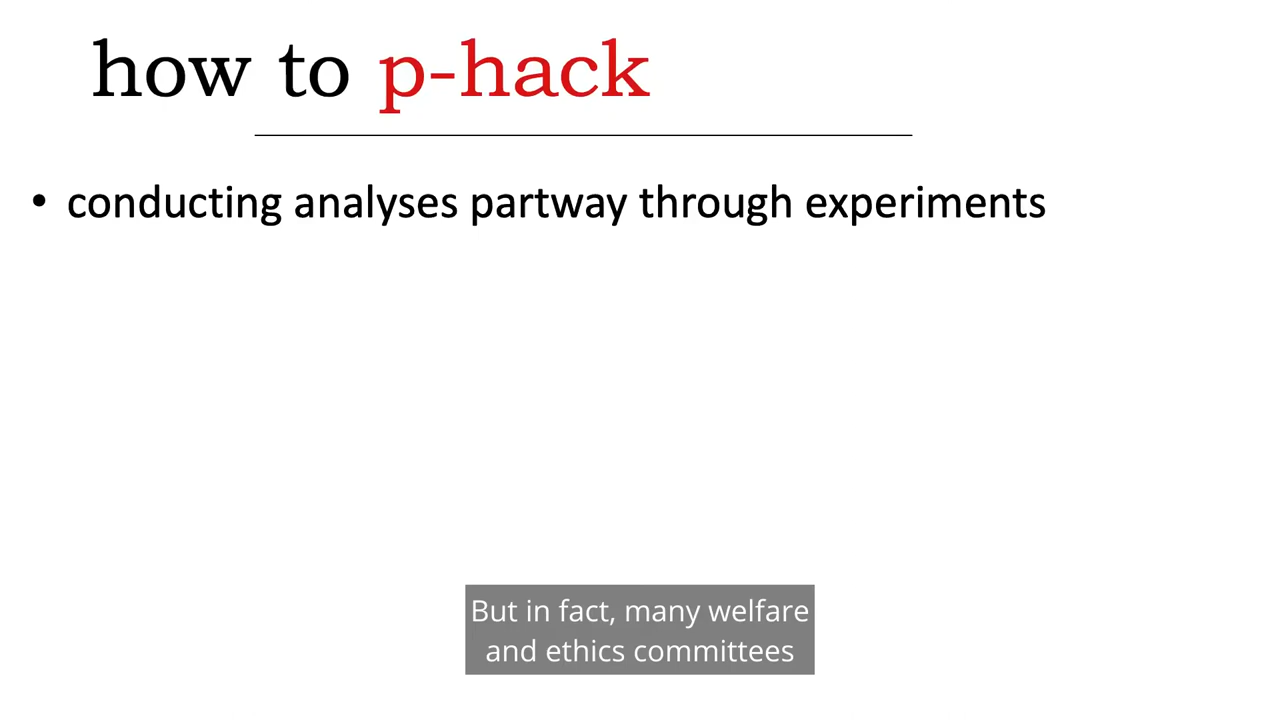 how to p-hack
• conducting analyses partway through experiments
But in fact, many welfare
and ethics committees